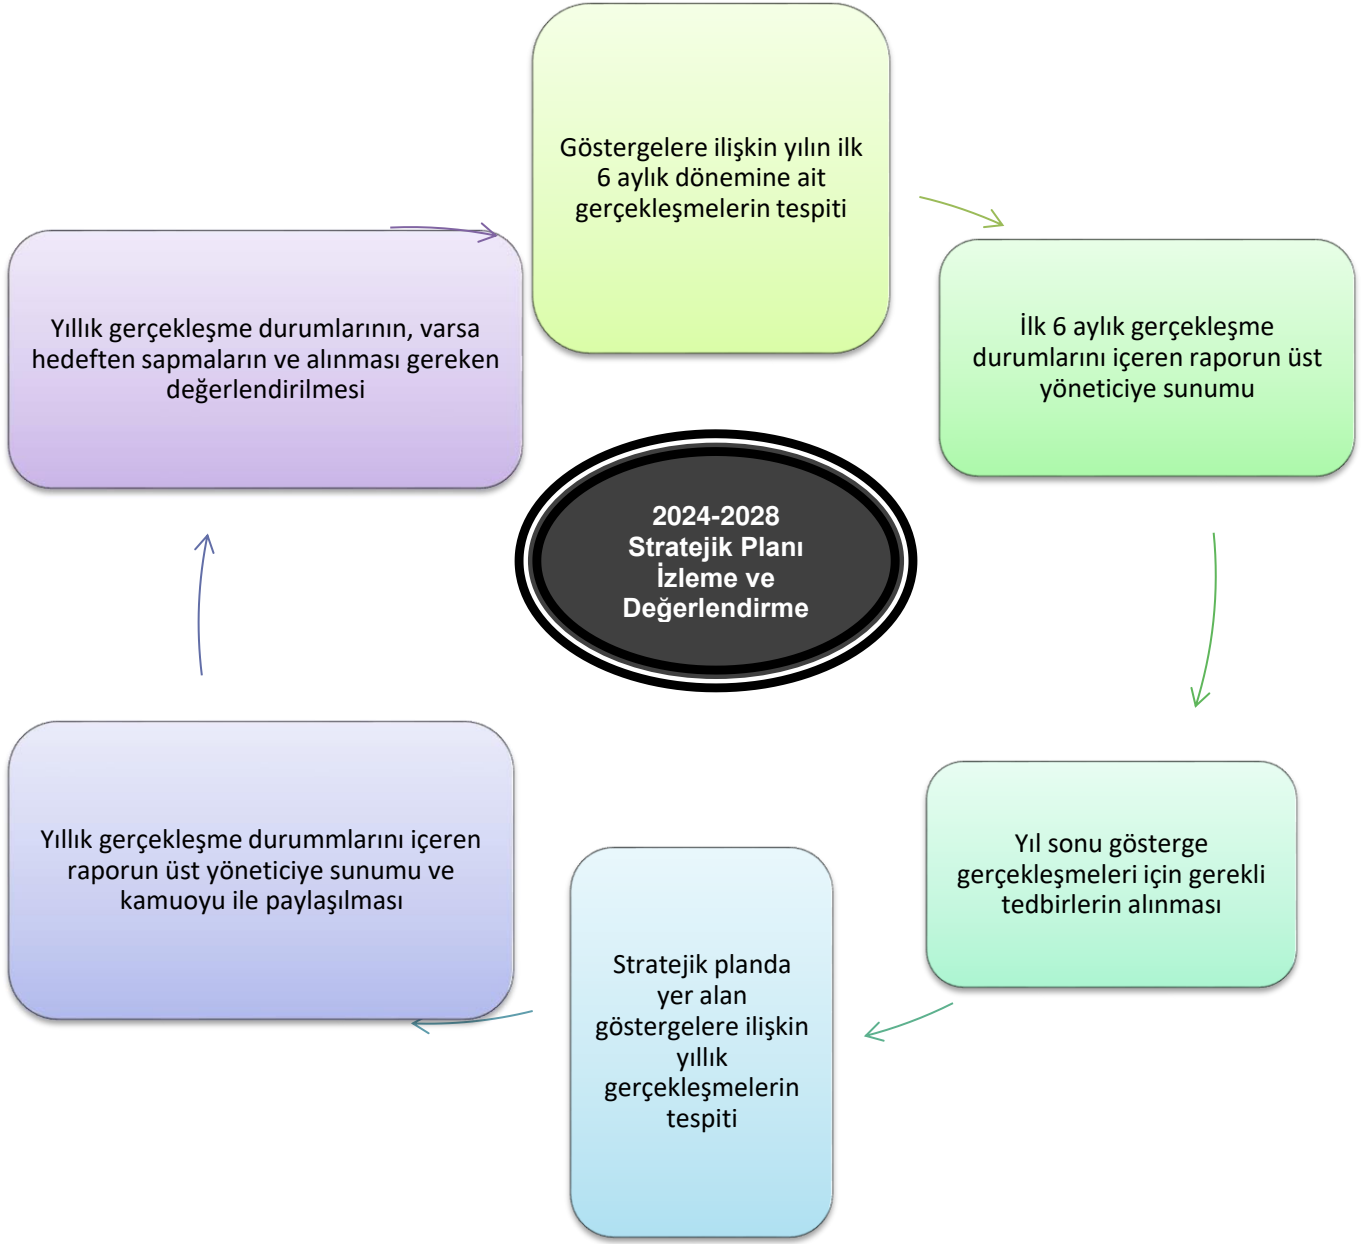 Göstergelere ilişkin yılın ilk
6 aylık dönemine ait
gerçekleşmelerin tespiti
İlk 6 aylık gerçekleşme
durumlarını içeren raporun üst
yöneticiye sunumu
Yıl sonu gösterge
gerçekleşmeleri için gerekli
tedbirlerin alınması
Stratejik planda
yer alan
göstergelere ilişkin
yıllık
gerçekleşmelerin
tespiti
Yıllık gerçekleşme durummlarını içeren
raporun üst yöneticiye sunumu ve
kamuoyu ile paylaşılması
Yıllık gerçekleşme durumlarının, varsa
hedeften sapmaların ve alınması gereken
değerlendirilmesi
2024-2028
Stratejik Planı
İzleme ve
Değerlendirme